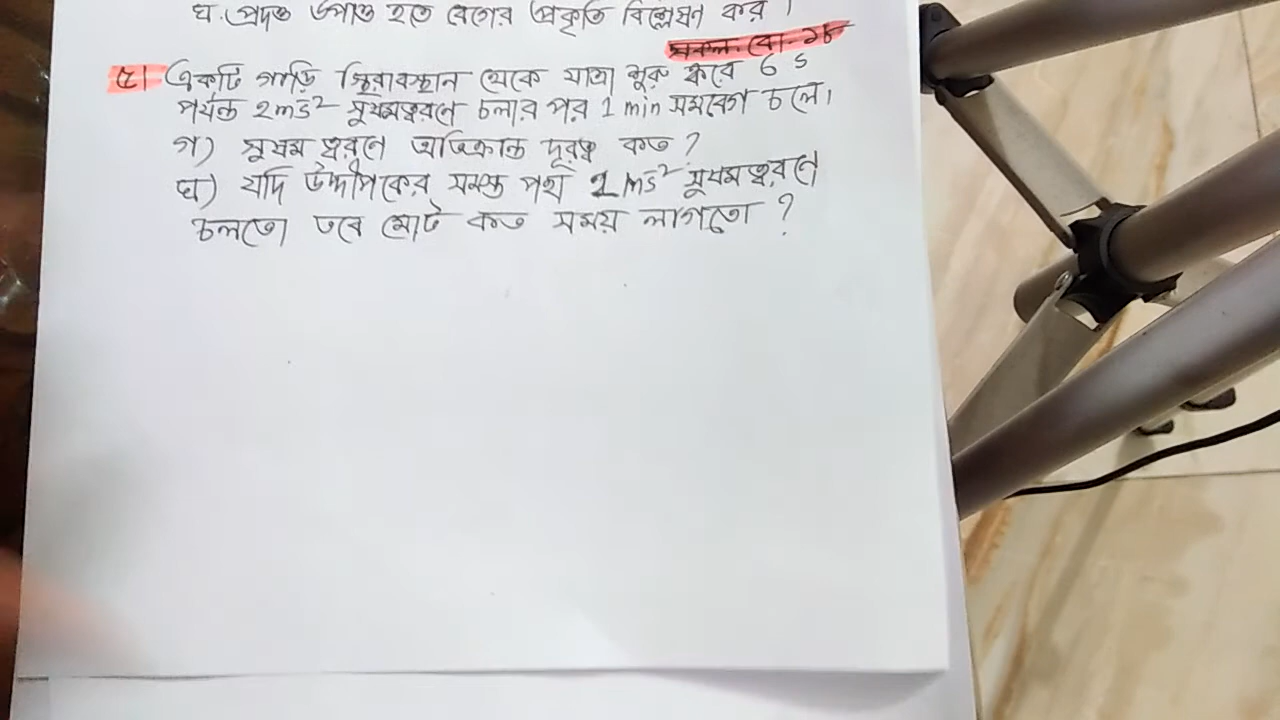 ঘ. প্রদত্ত উপাত্ত হতে বেগের প্রকৃতি বিশ্লেষণ কর।
সকল বো-১৮
৫। একটি গাড়ি স্থিরাবস্থান থেকে যাত্রা শুরু করে 6 s
পর্যন্ত 2ms⁻² সুষমত্বরণে চলার পর 1 min সমবেগে চলে।
গ) সুষম ত্বরণে অতিক্রান্ত দূরত্ব কত?
ঘ) যদি উদ্দীপকের সমস্ত পথ 2 ms⁻² সুষমত্বরণে
চলতো তবে মোট কত সময় লাগতো?